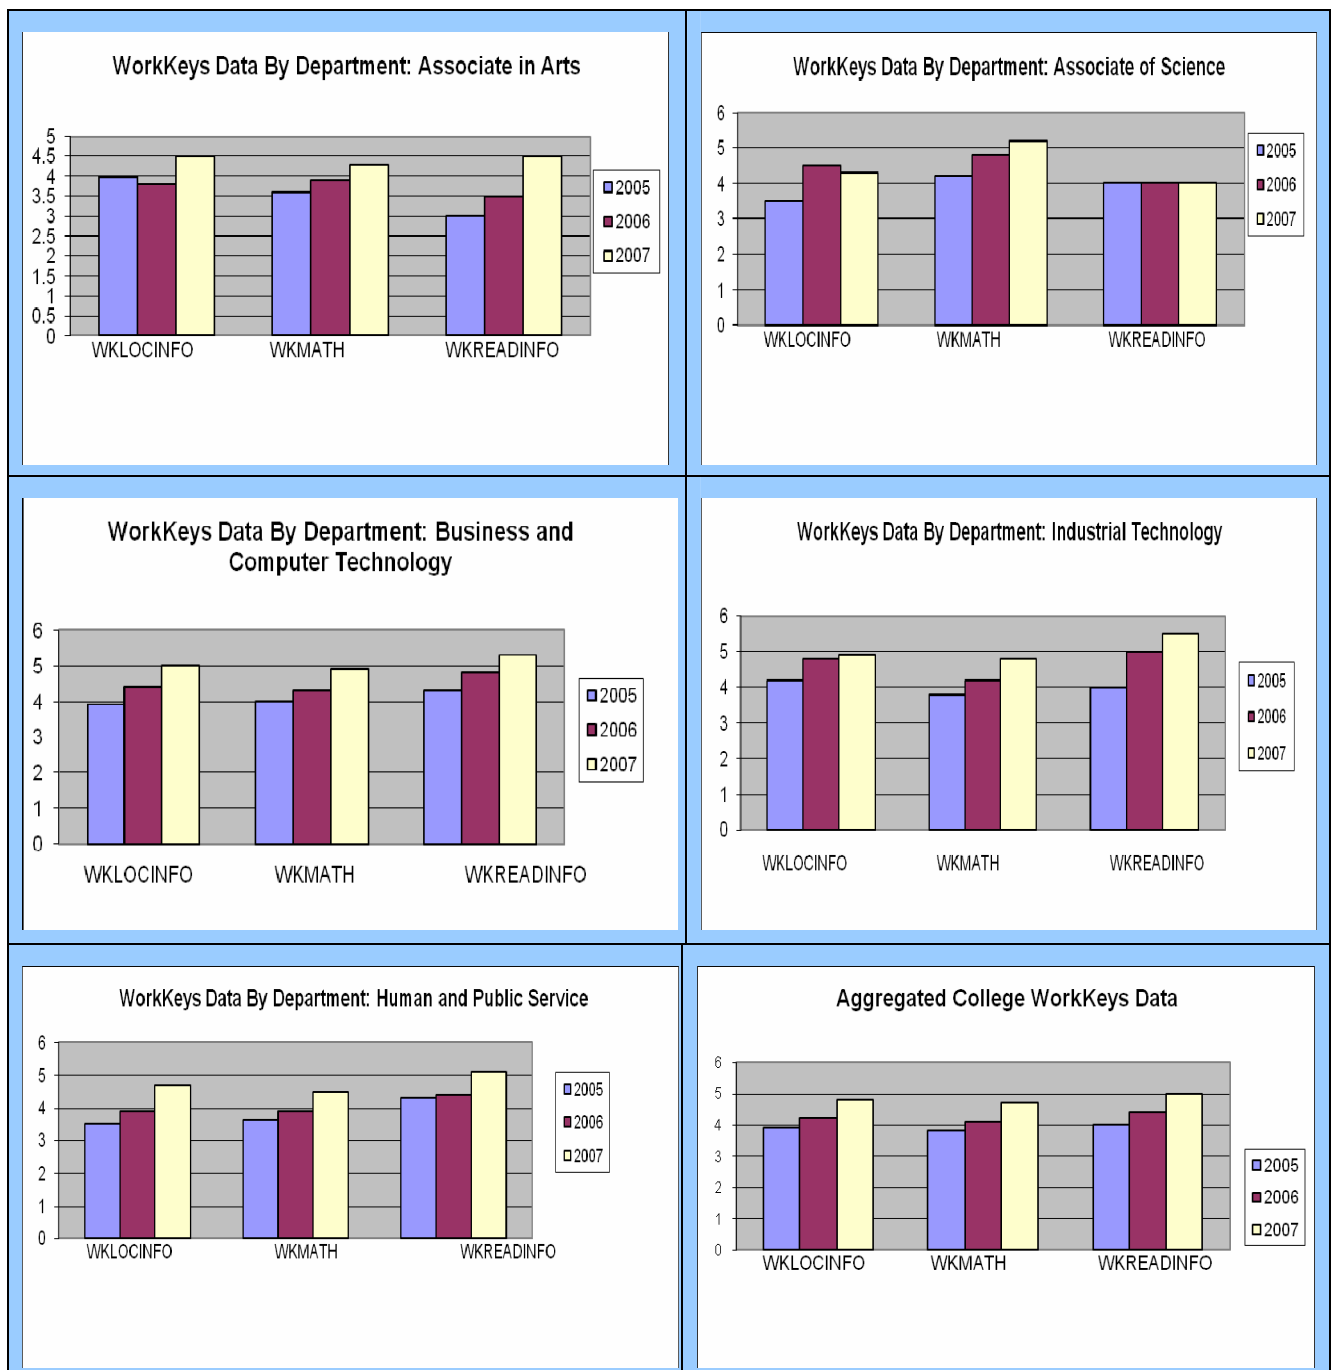 WorkKeys Data By Department: Associate in Arts
5
4.5
4
3.5
3
2.5
2
1.5
1
0.5
0
WKLOCINFO
WKMATH
WKREADINFO
2005
2006
2007
WorkKeys Data By Department: Associate of Science
6
5
4
3
2
1
0
WKLOCINFO
WKMATH
WKREADINFO
2005
2006
2007
WorkKeys Data By Department: Business and
Computer Technology
6
5
4
3
2
1
0
WKLOCINFO
WKMATH
WKREADINFO
2005
2006
2007
WorkKeys Data By Department: Industrial Technology
6
5
4
3
2
1
0
WKLOCINFO
WKMATH
WKREADINFO
2005
2006
2007
WorkKeys Data By Department: Human and Public Service
6
5
4
3
2
1
0
WKLOCINFO
WKMATH
WKREADINFO
2005
2006
2007
Aggregated College WorkKeys Data
6
5
4
3
2
1
0
WKLOCINFO
WKMATH
WKREADINFO
2005
2006
2007